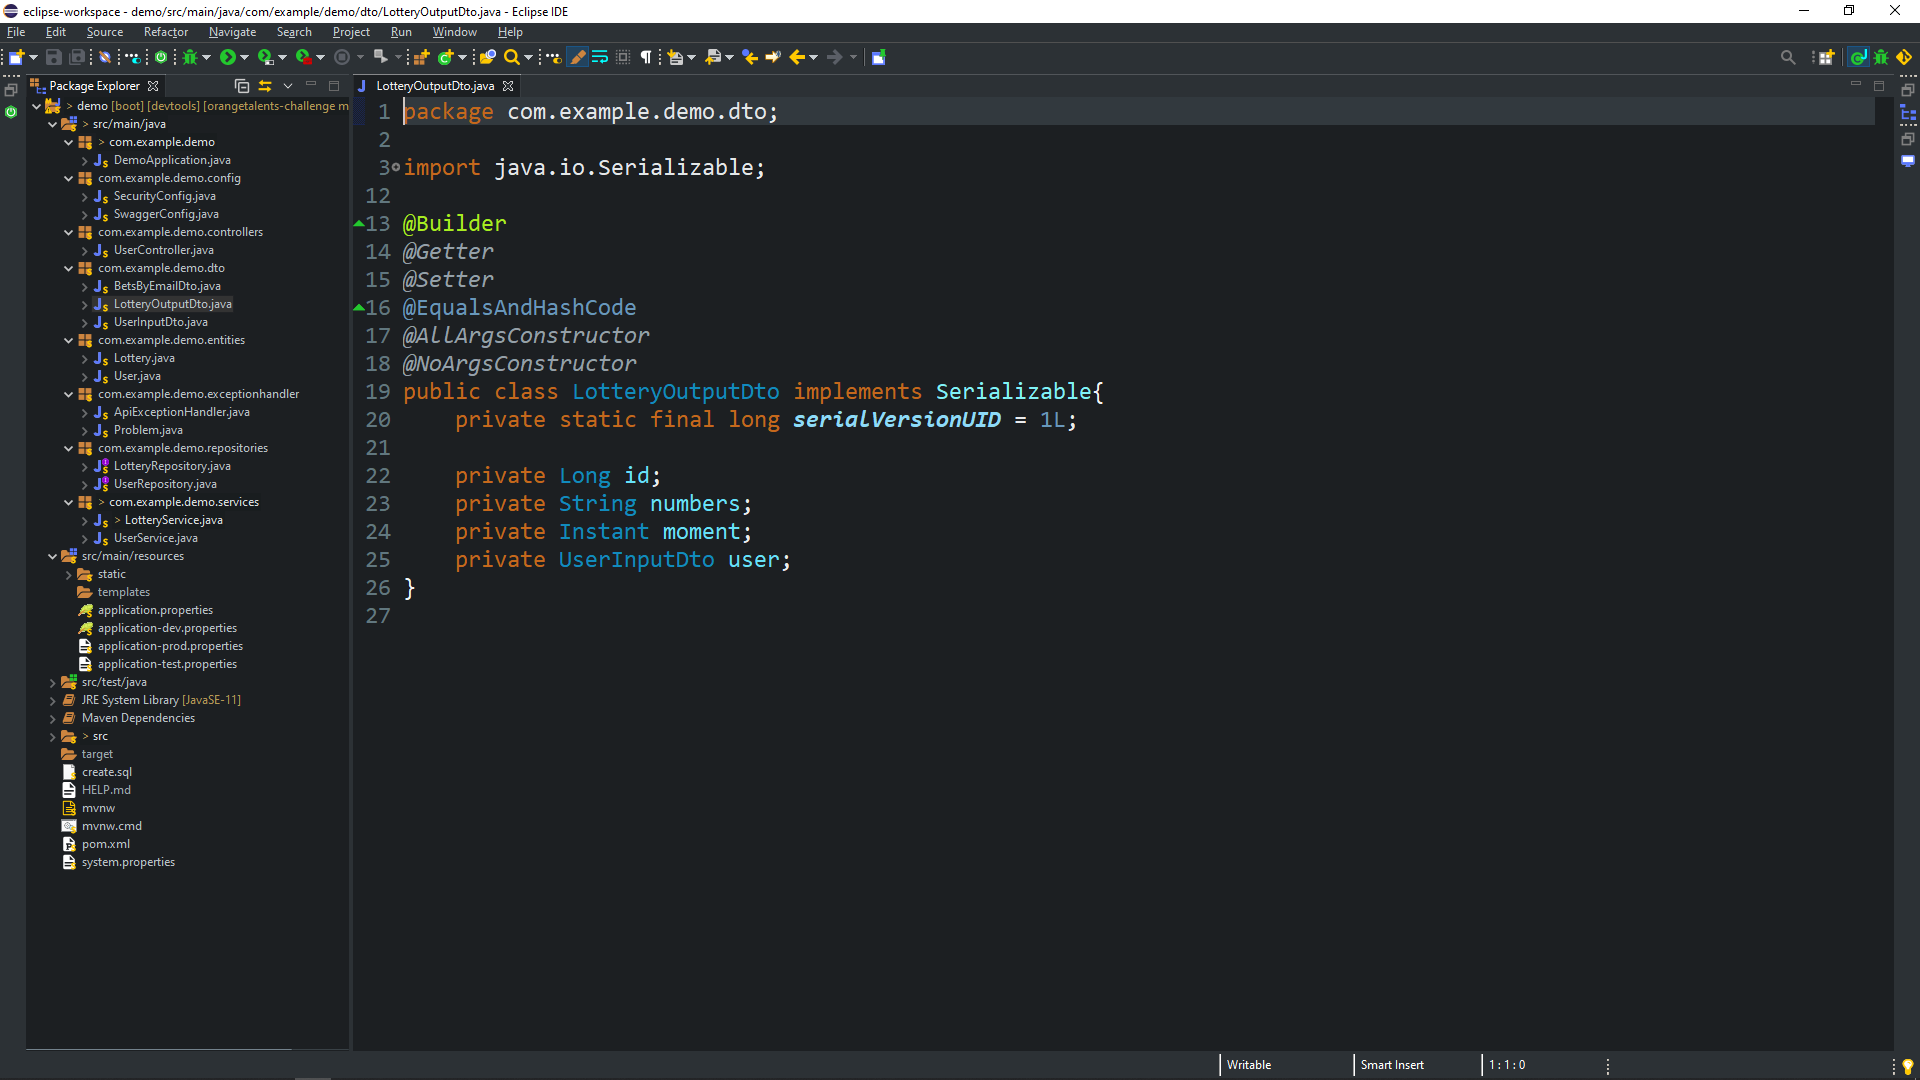 eclipse-workspace - demo/src/main/java/com/example/demo/dto/LotteryOutputDto.java - Eclipse IDE
File Edit Source Refactor Navigate Search Project Run Window Help
Package Explorer
> demo [boot] [devtools] [orangetalents-challenge m
> src/main/java
> com.example.demo
DemoApplication.java
com.example.demo.config
SecurityConfig.java
SwaggerConfig.java
com.example.demo.controllers
UserController.java
com.example.demo.dto
BetsByEmailDto.java
LotteryOutputDto.java
UserInputDto.java
com.example.demo.entities
Lottery.java
User.java
com.example.demo.exceptionhandler
ApiExceptionHandler.java
Problem.java
com.example.demo.repositories
LotteryRepository.java
UserRepository.java
> com.example.demo.services
> LotteryService.java
UserService.java
src/main/resources
static
templates
application.properties
application-dev.properties
application-prod.properties
application-test.properties
src/test/java
JRE System Library [JavaSE-11]
Maven Dependencies
> src
target
create.sql
HELP.md
mvnw
mvnw.cmd
pom.xml
system.properties
LotteryOutputDto.java
1 package com.example.demo.dto;
2
3 import java.io.Serializable;
12
13 @Builder
14 @Getter
15 @Setter
16 @EqualsAndHashCode
17 @AllArgsConstructor
18 @NoArgsConstructor
19 public class LotteryOutputDto implements Serializable{
20 private static final long serialVersionUID = 1L;
21
22 private Long id;
23 private String numbers;
24 private Instant moment;
25 private UserInputDto user;
26 }
27
Writable Smart Insert 1 : 1 : 0